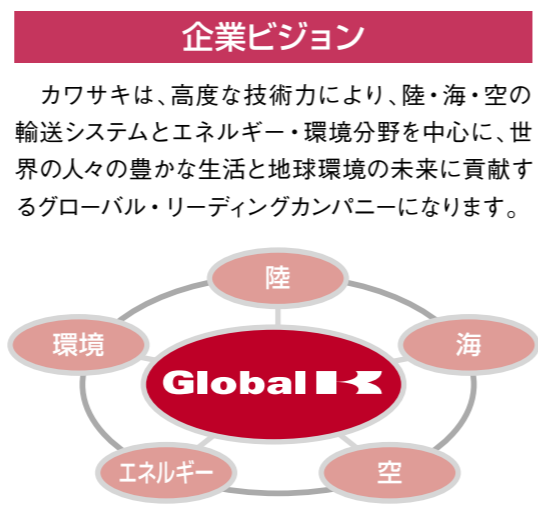 企業ビジョン
カワサキは、高度な技術力により、陸・海・空の
輸送システムとエネルギー・環境分野を中心に、世
界の人々の豊かな生活と地球環境の未来に貢献す
るグローバル・リーディングカンパニーになります。
陸
環境
海
Global K
エネルギー
空